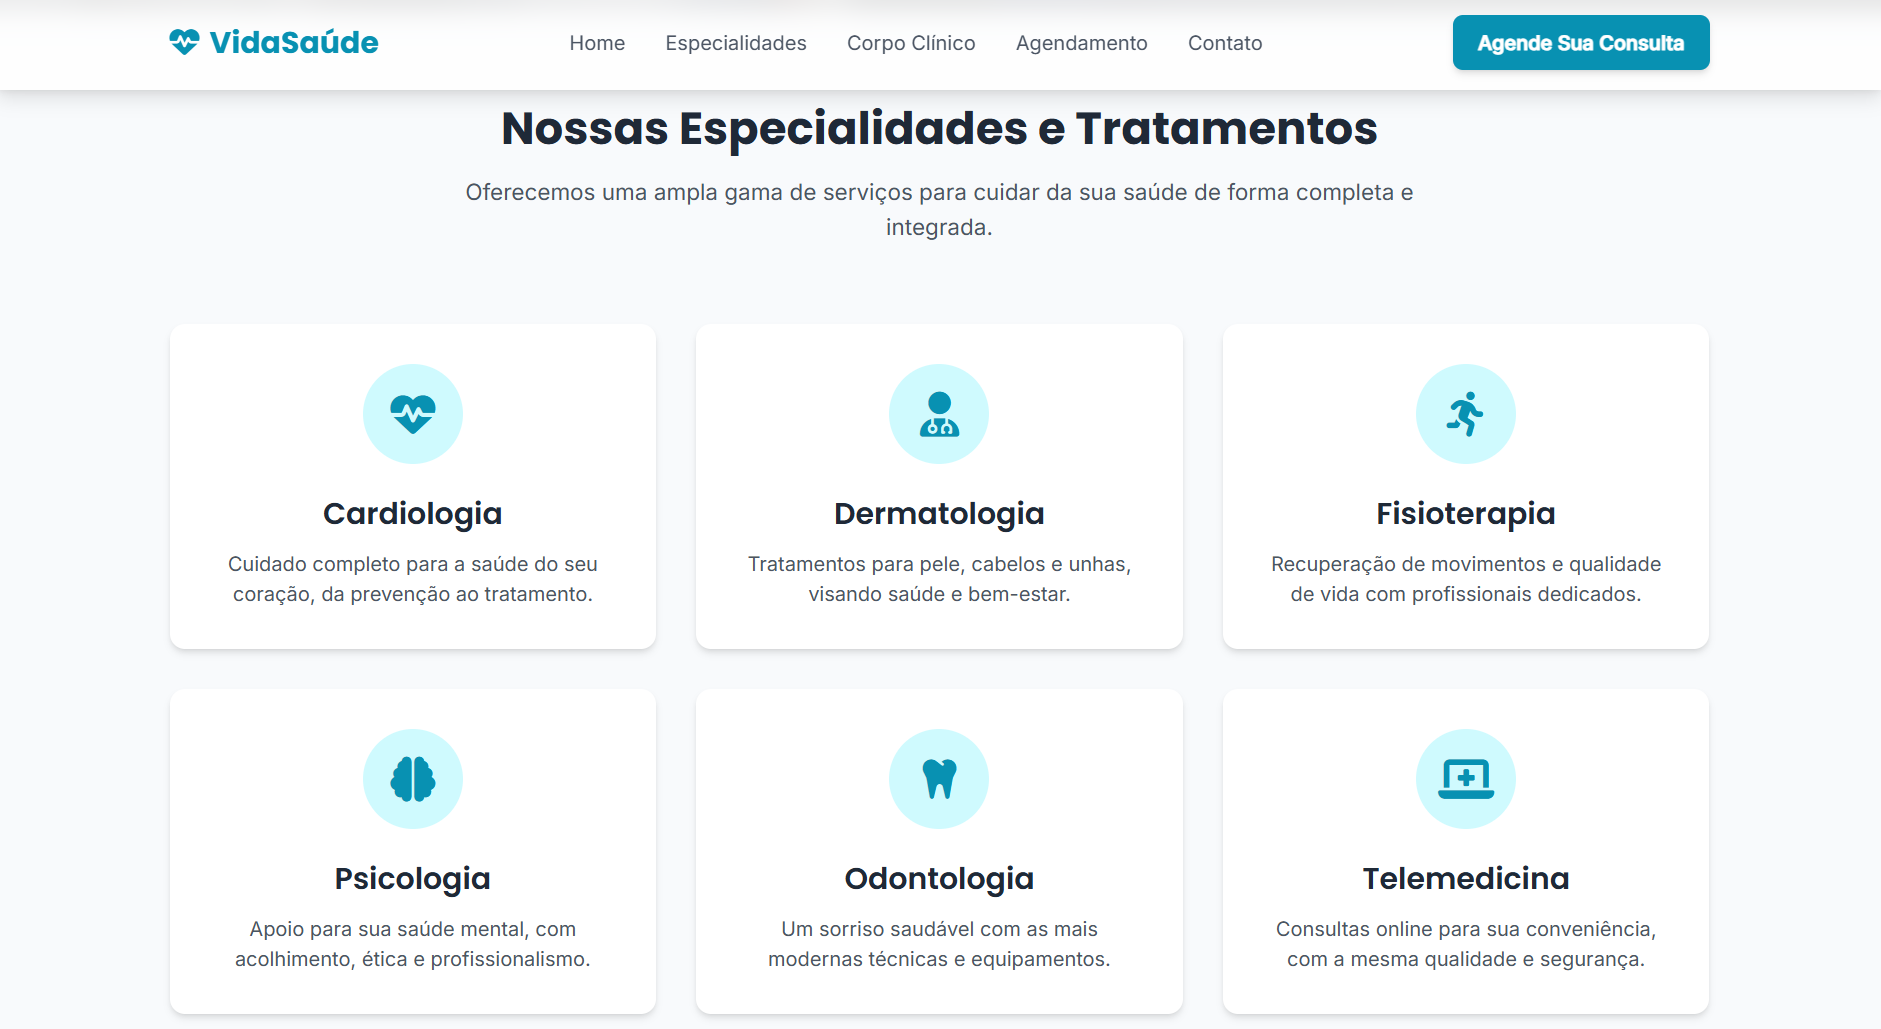 VidaSaúde
Home
Especialidades
Corpo Clínico
Agendamento
Contato
Agende Sua Consulta
Nossas Especialidades e Tratamentos
Oferecemos uma ampla gama de serviços para cuidar da sua saúde de forma completa e
integrada.
Cardiologia
Cuidado completo para a saúde do seu
coração, da prevenção ao tratamento.
Dermatologia
Tratamentos para pele, cabelos e unhas,
visando saúde e bem-estar.
Fisioterapia
Recuperação de movimentos e qualidade
de vida com profissionais dedicados.
Psicologia
Apoio para sua saúde mental, com
acolhimento, ética e profissionalismo.
Odontologia
Um sorriso saudável com as mais
modernas técnicas e equipamentos.
Telemedicina
Consultas online para sua conveniência,
com a mesma qualidade e segurança.